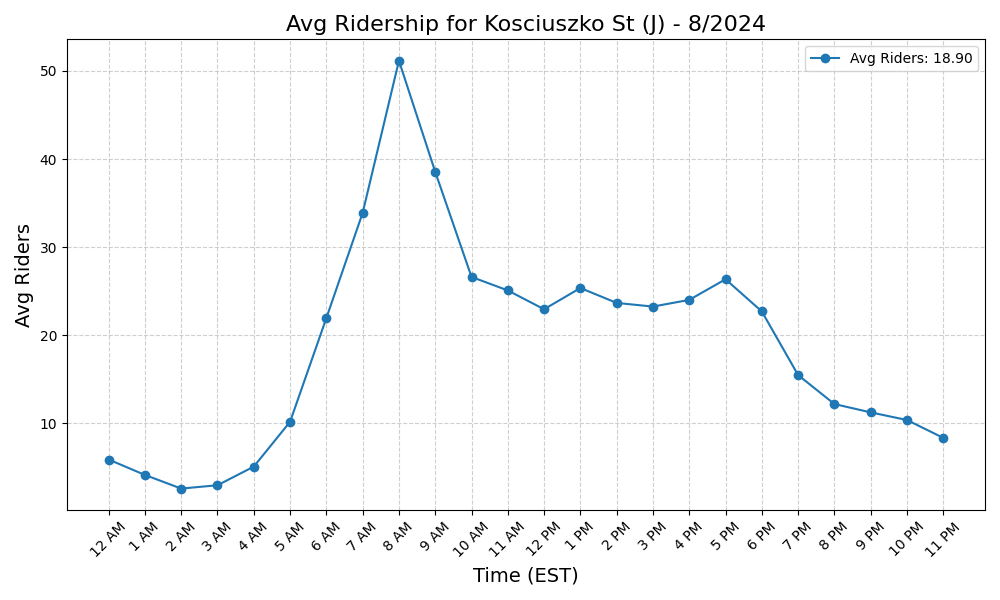 Avg Ridership for Kosciuszko St (J) - 8/2024
Avg Riders: 18.90
Avg Riders
50
40
30
20
10
12 AM
1 AM
2 AM
3 AM
4 AM
5 AM
6 AM
7 AM
8 AM
9 AM
10 AM
11 AM
12 PM
1 PM
2 PM
3 PM
4 PM
5 PM
6 PM
7 PM
8 PM
9 PM
10 PM
11 PM
Time (EST)